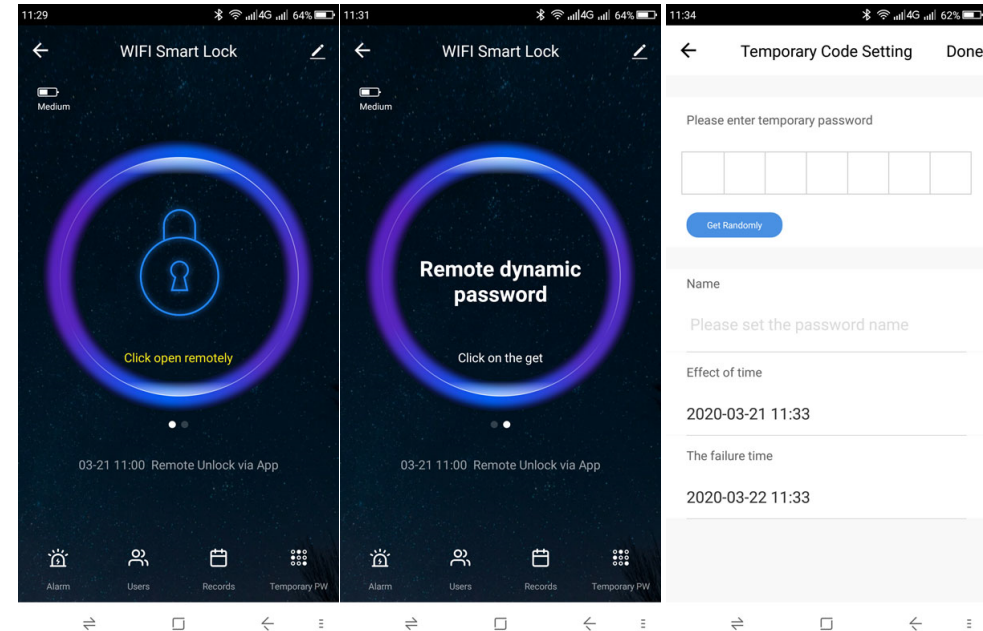 11:29
4G
64%
WIFI Smart Lock
Medium
Click open remotely
03-21 11:00 Remote Unlock via App
Alarm
Users
Records
Temporary PW
11:31
4G
64%
WIFI Smart Lock
Medium
Remote dynamic
password
Click on the get
03-21 11:00 Remote Unlock via App
Alarm
Users
Records
Temporary PW
11:34
4G
62%
Temporary Code Setting
Done
Please enter temporary password
Get Randomly
Name
Please set the password name
Effect of time
2020-03-21 11:33
The failure time
2020-03-22 11:33